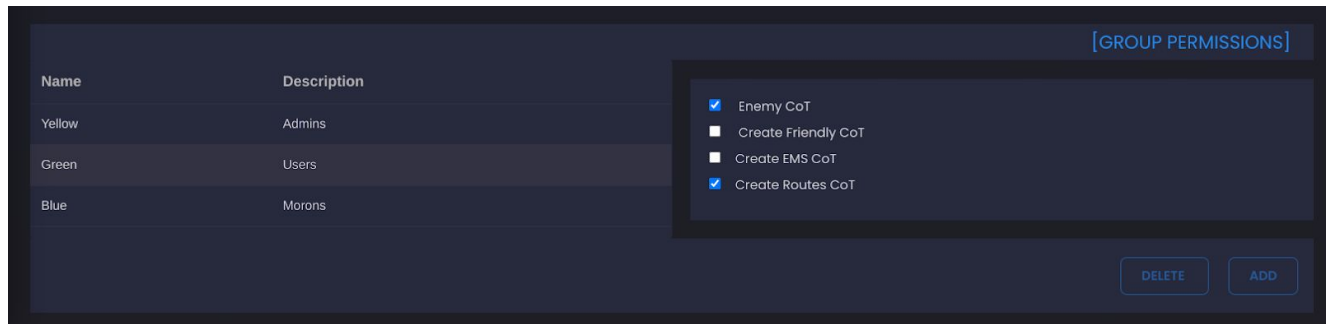 [GROUP PERMISSIONS]
Name Description
Yellow Admins
Green Users
Blue Morons
Enemy CoT
Create Friendly CoT
Create EMS CoT
Create Routes CoT
DELETE ADD